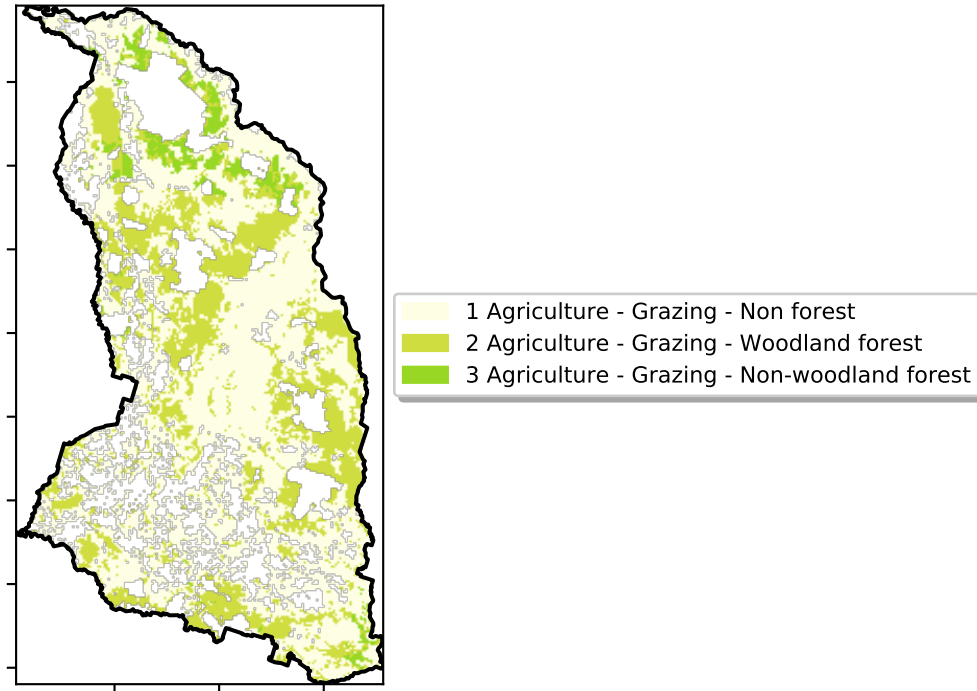 1 Agriculture - Grazing - Non forest
2 Agriculture - Grazing - Woodland forest
3 Agriculture - Grazing - Non-woodland forest